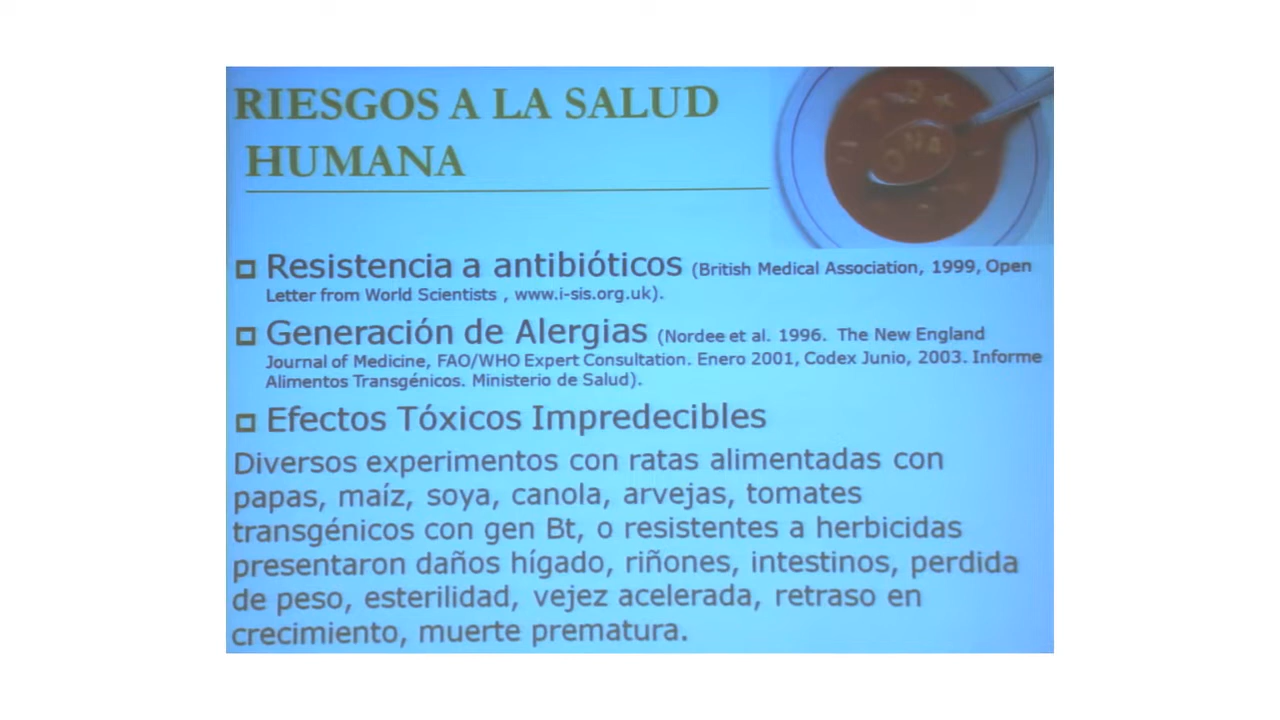 RIESGOS A LA SALUD
HUMANA
Resistencia a antibióticos (British Medical Association, 1999, Open
Letter from World Scientists , www.i-sis.org.uk).
Generación de Alergias (Nordee et al. 1996. The New England
Journal of Medicine, FAO/WHO Expert Consultation. Enero 2001, Codex Junio, 2003. Informe
Alimentos Transgénicos. Ministerio de Salud).
Efectos Tóxicos Impredecibles
Diversos experimentos con ratas alimentadas con
papas, maíz, soya, canola, arvejas, tomates
transgénicos con gen Bt, o resistentes a herbicidas
presentaron daños hígado, riñones, intestinos, perdida
de peso, esterilidad, vejez acelerada, retraso en
crecimiento, muerte prematura.